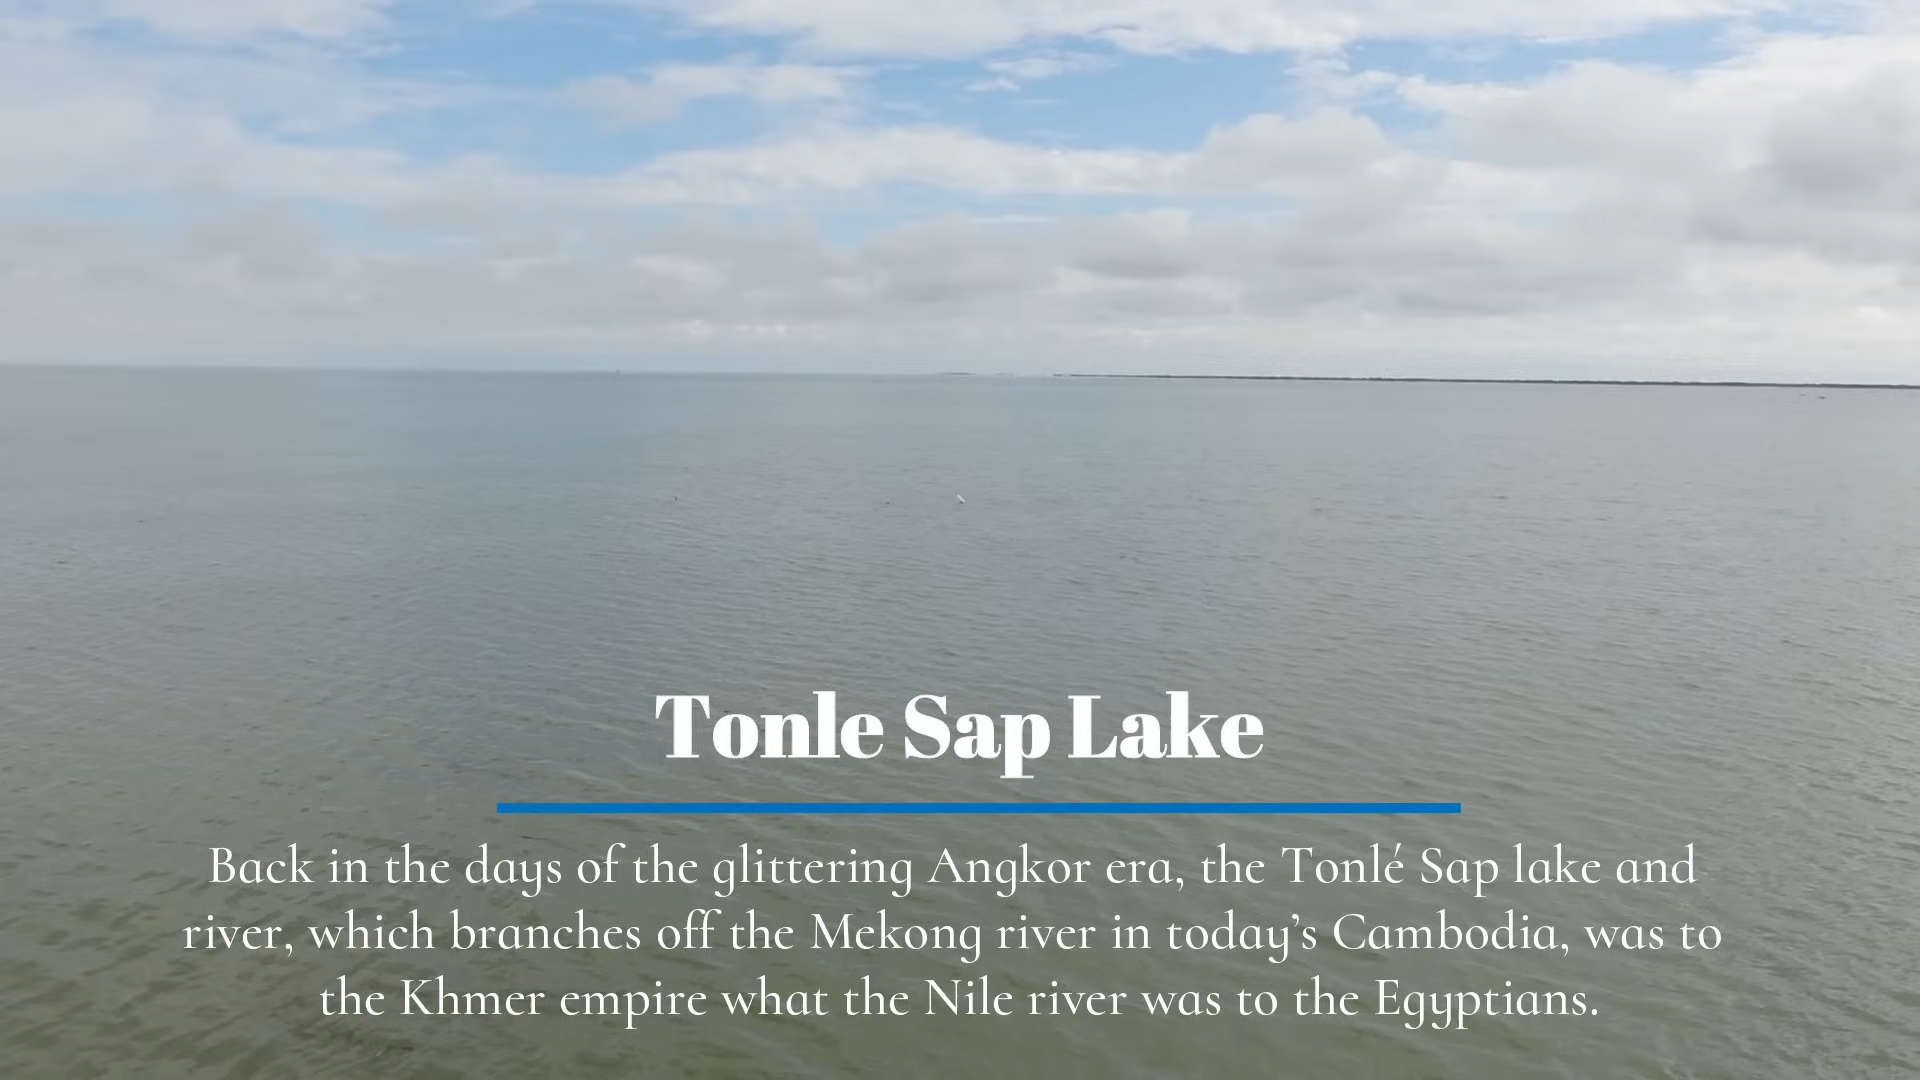 Tonle Sap Lake
Back in the days of the glittering Angkor era, the Tonlé Sap lake and
river, which branches off the Mekong river in today’s Cambodia, was to
the Khmer empire what the Nile river was to the Egyptians.